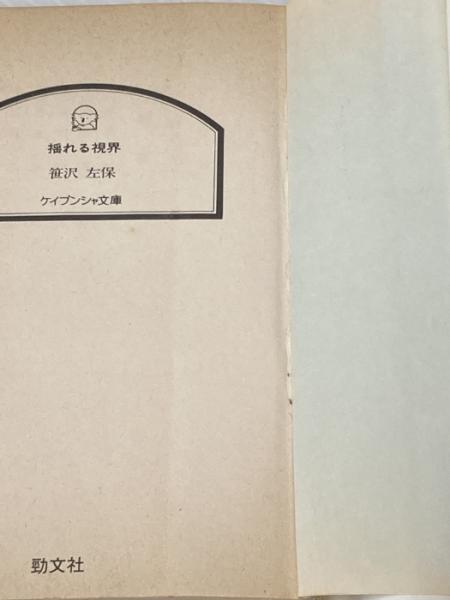 揺れる視界
笹沢 左保
ケイブンシャ文庫
勁文社